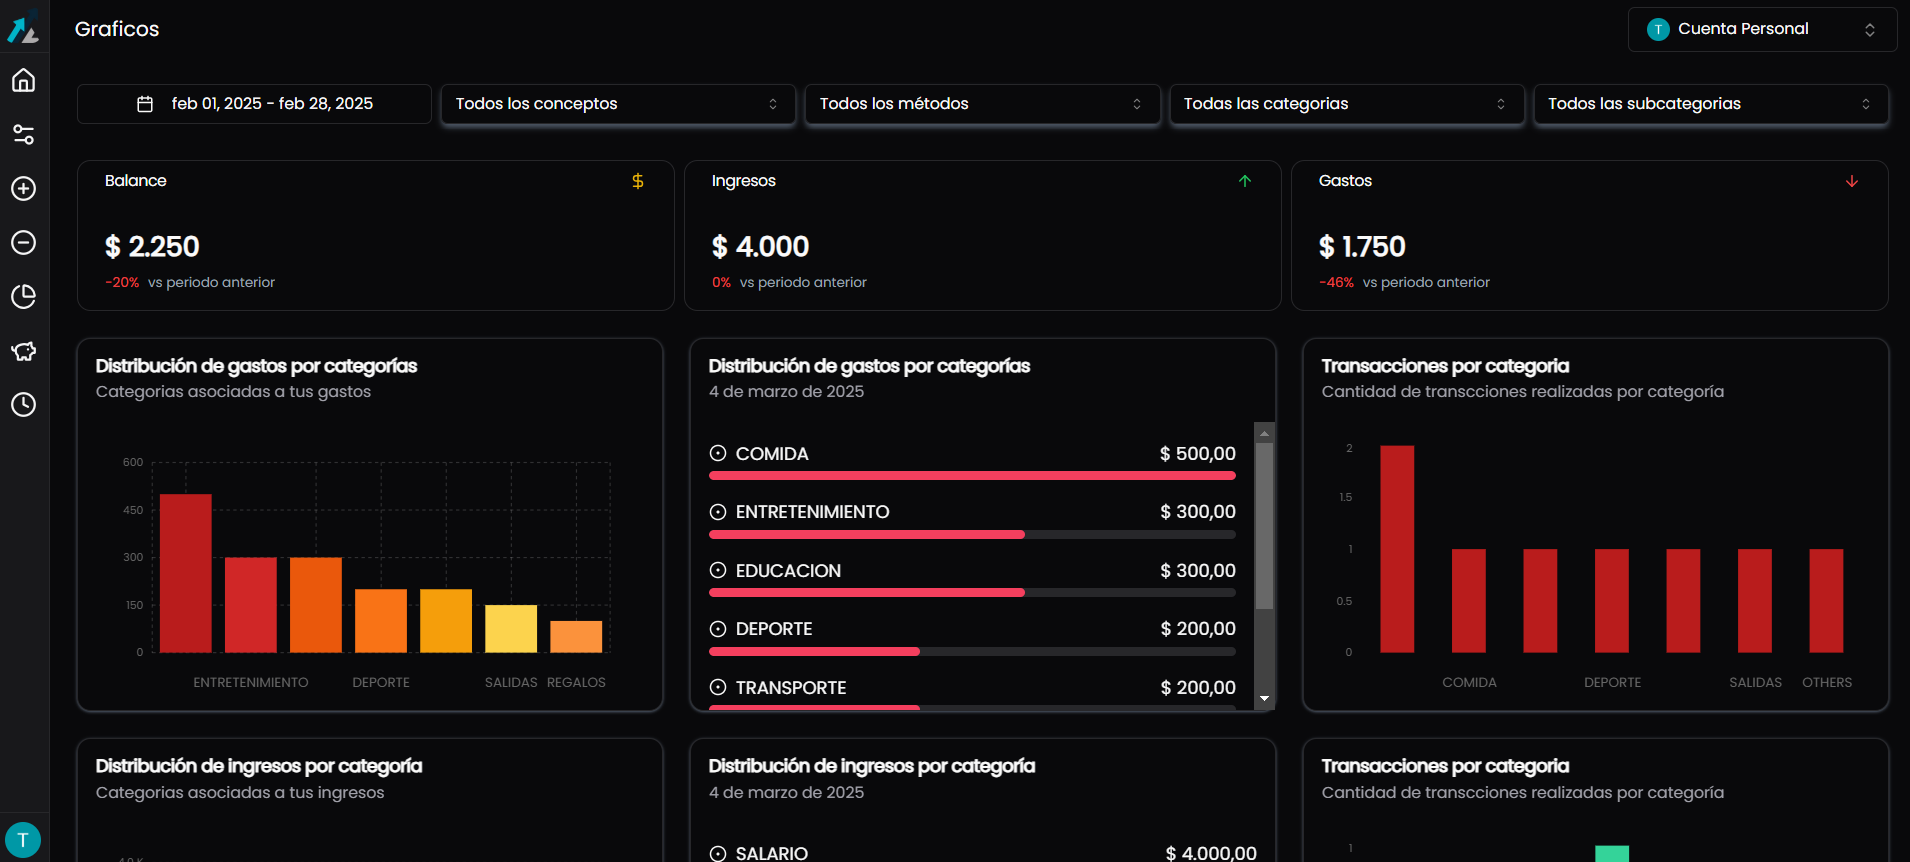 Graficos
T Cuenta Personal
feb 01, 2025 - feb 28, 2025
Todos los conceptos
Todos los métodos
Todas las categorias
Todos las subcategorias
Balance
$
$ 2.250
-20% vs periodo anterior
Ingresos
$ 4.000
0% vs periodo anterior
Gastos
$ 1.750
-46% vs periodo anterior
Distribución de gastos por categorías
Categorias asociadas a tus gastos
600
450
300
150
0
ENTRETENIMIENTO DEPORTE SALIDAS REGALOS
Distribución de gastos por categorías
4 de marzo de 2025
COMIDA $ 500,00
ENTRETENIMIENTO $ 300,00
EDUCACION $ 300,00
DEPORTE $ 200,00
TRANSPORTE $ 200,00
Transacciones por categoria
Cantidad de transcciones realizadas por categoría
2
1.5
1
0.5
0
COMIDA DEPORTE SALIDAS OTHERS
Distribución de ingresos por categoría
Categorias asociadas a tus ingresos
Distribución de ingresos por categoría
4 de marzo de 2025
SALARIO $ 4.000,00
Transacciones por categoria
Cantidad de transcciones realizadas por categoría
1
T